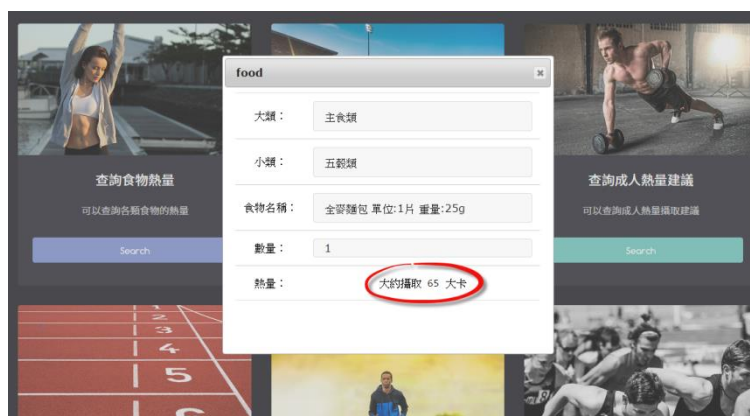 food
大類：
主食類
小類：
五穀類
食物名稱：
全麥麵包 單位:1片 重量:25g
數量：
1
熱量：
大約攝取 65 大卡
查詢食物熱量
可以查詢各類食物的熱量
Search
查詢成人熱量建議
可以查詢成人熱量攝取建議
Search
2
3
4
5